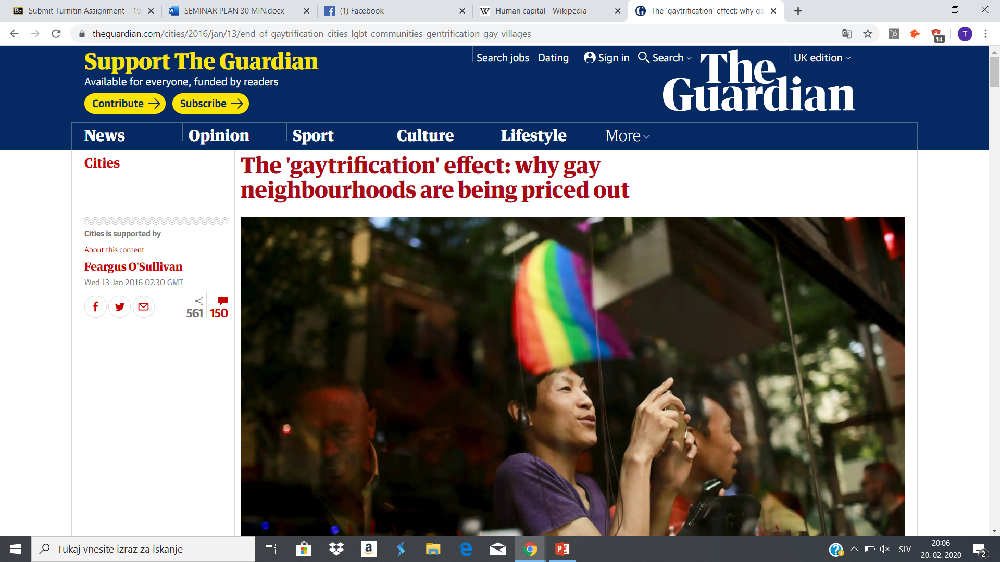 Submit Turnitin Assignment – 19
SEMINAR PLAN 30 MIN.docx
(1) Facebook
Human capital - Wikipedia
The 'gaytrification' effect: why ga
theguardian.com/cities/2016/jan/13/end-of-gaytrification-cities-lgbt-communities-gentrification-gay-villages
14
T
Support The Guardian
Available for everyone, funded by readers
Contribute
Subscribe
Search jobs
Dating
Sign in
Search
UK edition
The
Guardian
News
Opinion
Sport
Culture
Lifestyle
More
Cities
The 'gaytrification' effect: why gay
neighbourhoods are being priced out
Cities is supported by
About this content
Feargus O'Sullivan
Wed 13 Jan 2016 07.30 GMT
561
150
Tukaj vnesite izraz za iskanje
SLV
20:06
20. 02. 2020
2